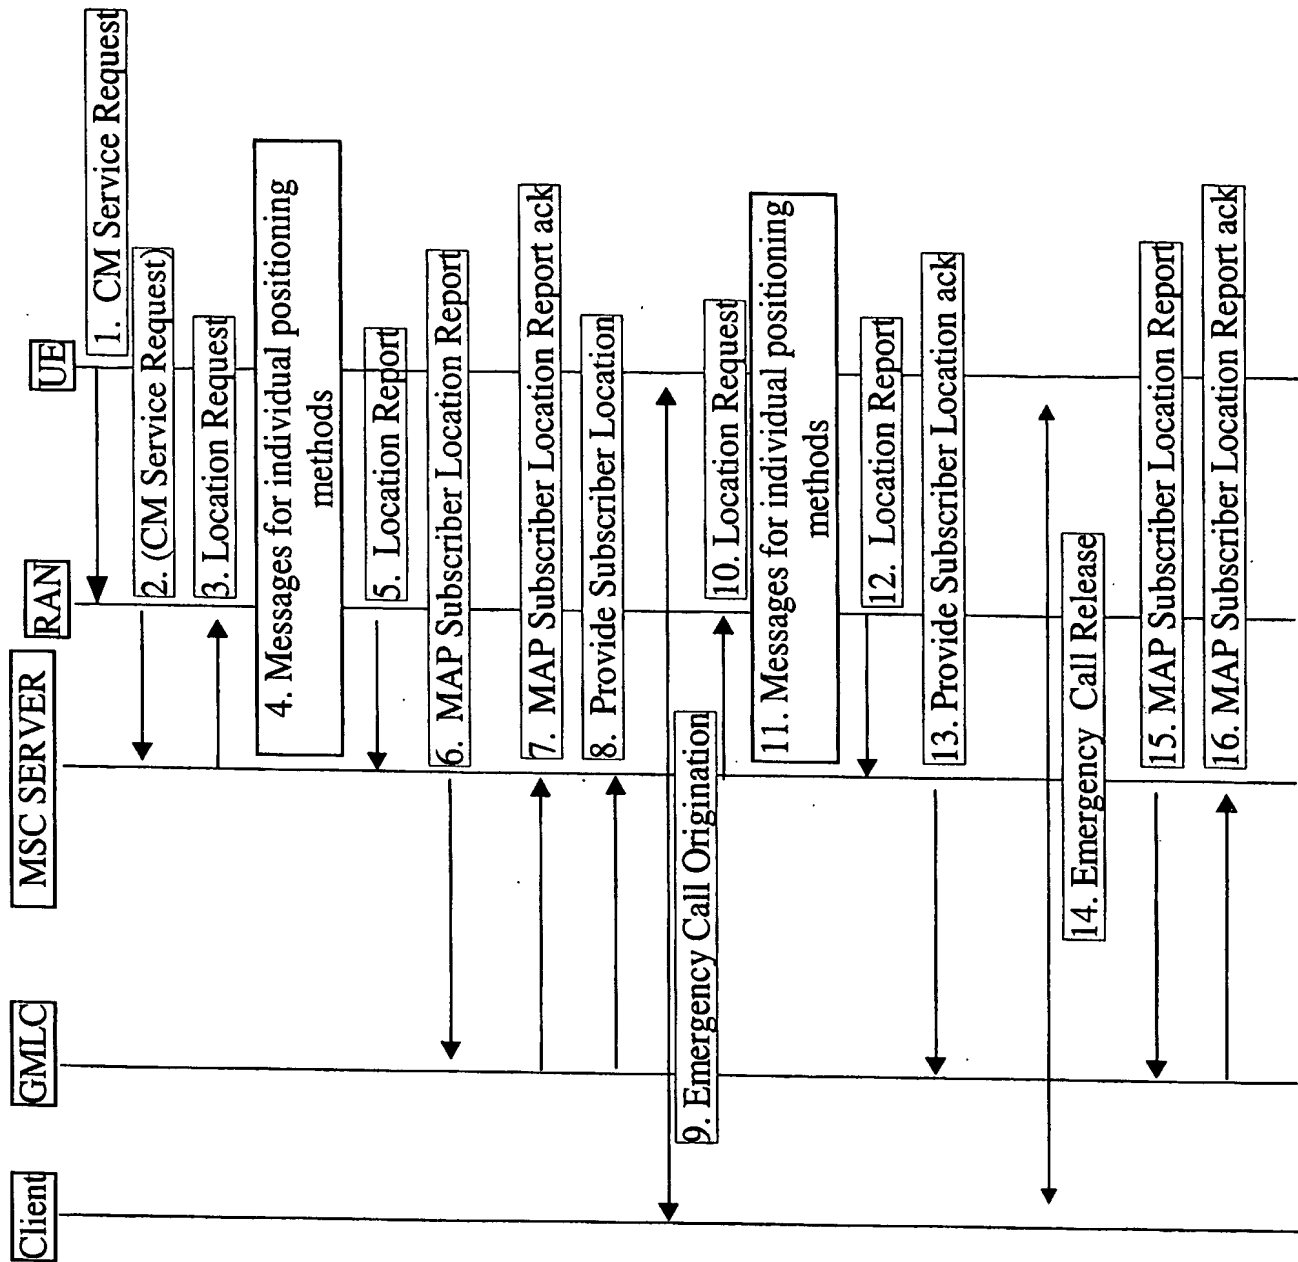 Client
GMLC
MSC SERVER
RAN
UE
1. CM Service Request
2. (CM Service Request)
3. Location Request
4. Messages for individual positioning
methods
5. Location Report
6. MAP Subscriber Location Report
7. MAP Subscriber Location Report ack
8. Provide Subscriber Location
9. Emergency Call Origination
10. Location Request
11. Messages for individual positioning
methods
12. Location Report
13. Provide Subscriber Location ack
14. Emergency Call Release
15. MAP Subscriber Location Report
16. MAP Subscriber Location Report ack